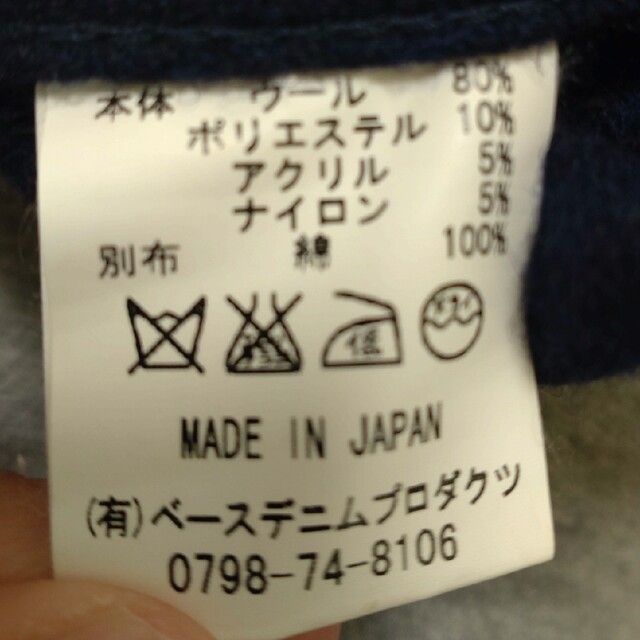 本体 ウール 80%
ポリエステル 10%
アクリル 5%
ナイロン 5%
別布 綿 100%
低
MADE IN JAPAN
(有)ベースデニムプロダクツ
0798-74-8106